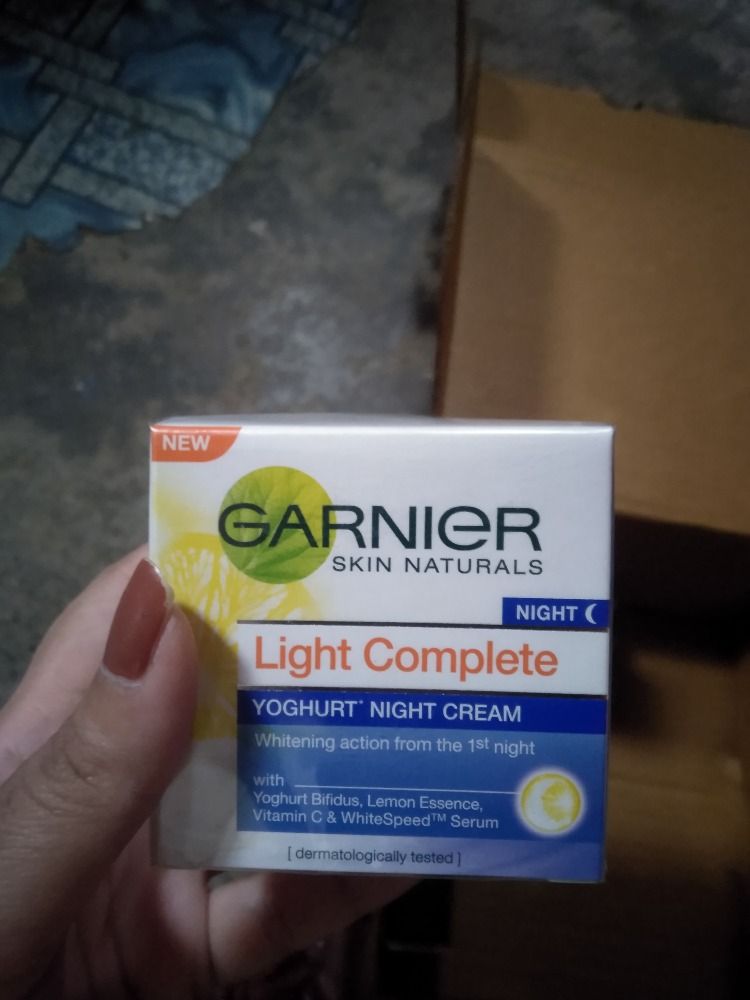 NEW
GARNIER
SKIN NATURALS
NIGHT
Light Complete
YOGHURT* NIGHT CREAM
Whitening action from the 1st night
with
Yoghurt Bifidus, Lemon Essence,
Vitamin C & WhiteSpeed™ Serum
[ dermatologically tested ]